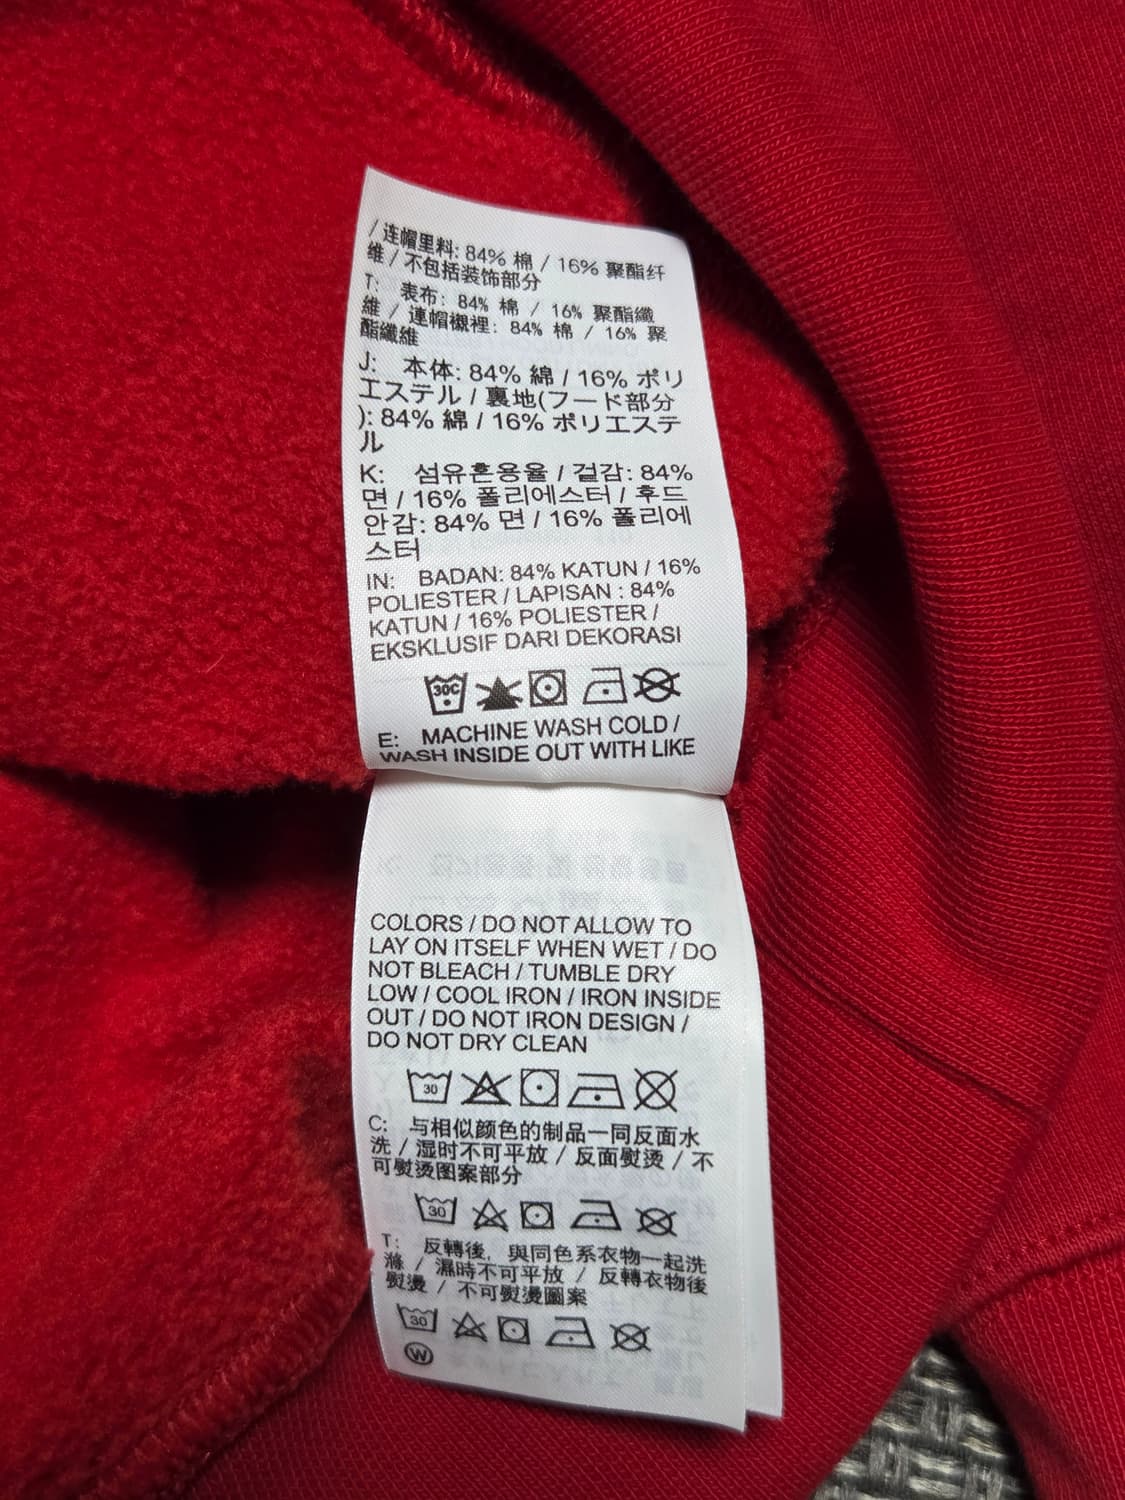 / 连帽里料: 84% 棉 / 16% 聚酯纤
维 / 不包括装饰部分
T: 表布: 84% 棉 / 16% 聚酯纖
維 / 連帽襯裡: 84% 棉 / 16% 聚
酯纖維
J: 本体: 84% 綿 / 16% ポリ
エステル / 裏地(フード部分
): 84% 綿 / 16% ポリエステ
ル
K: 섬유혼용율 / 겉감: 84%
면 / 16% 폴리에스터 / 후드
안감: 84% 면 / 16% 폴리에
스터
IN: BADAN: 84% KATUN / 16%
POLIESTER / LAPISAN : 84%
KATUN / 16% POLIESTER /
EKSKLUSIF DARI DEKORASI
30C
E: MACHINE WASH COLD /
WASH INSIDE OUT WITH LIKE
COLORS / DO NOT ALLOW TO
LAY ON ITSELF WHEN WET / DO
NOT BLEACH / TUMBLE DRY
LOW / COOL IRON / IRON INSIDE
OUT / DO NOT IRON DESIGN /
DO NOT DRY CLEAN
30
C: 与相似颜色的制品一同反面水
洗 / 湿时不可平放 / 反面熨烫 / 不
可熨烫图案部分
30
T: 反轉後, 與同色系衣物一起洗
滌 / 濕時不可平放 / 反轉衣物後
熨燙 / 不可熨燙圖案
30
W